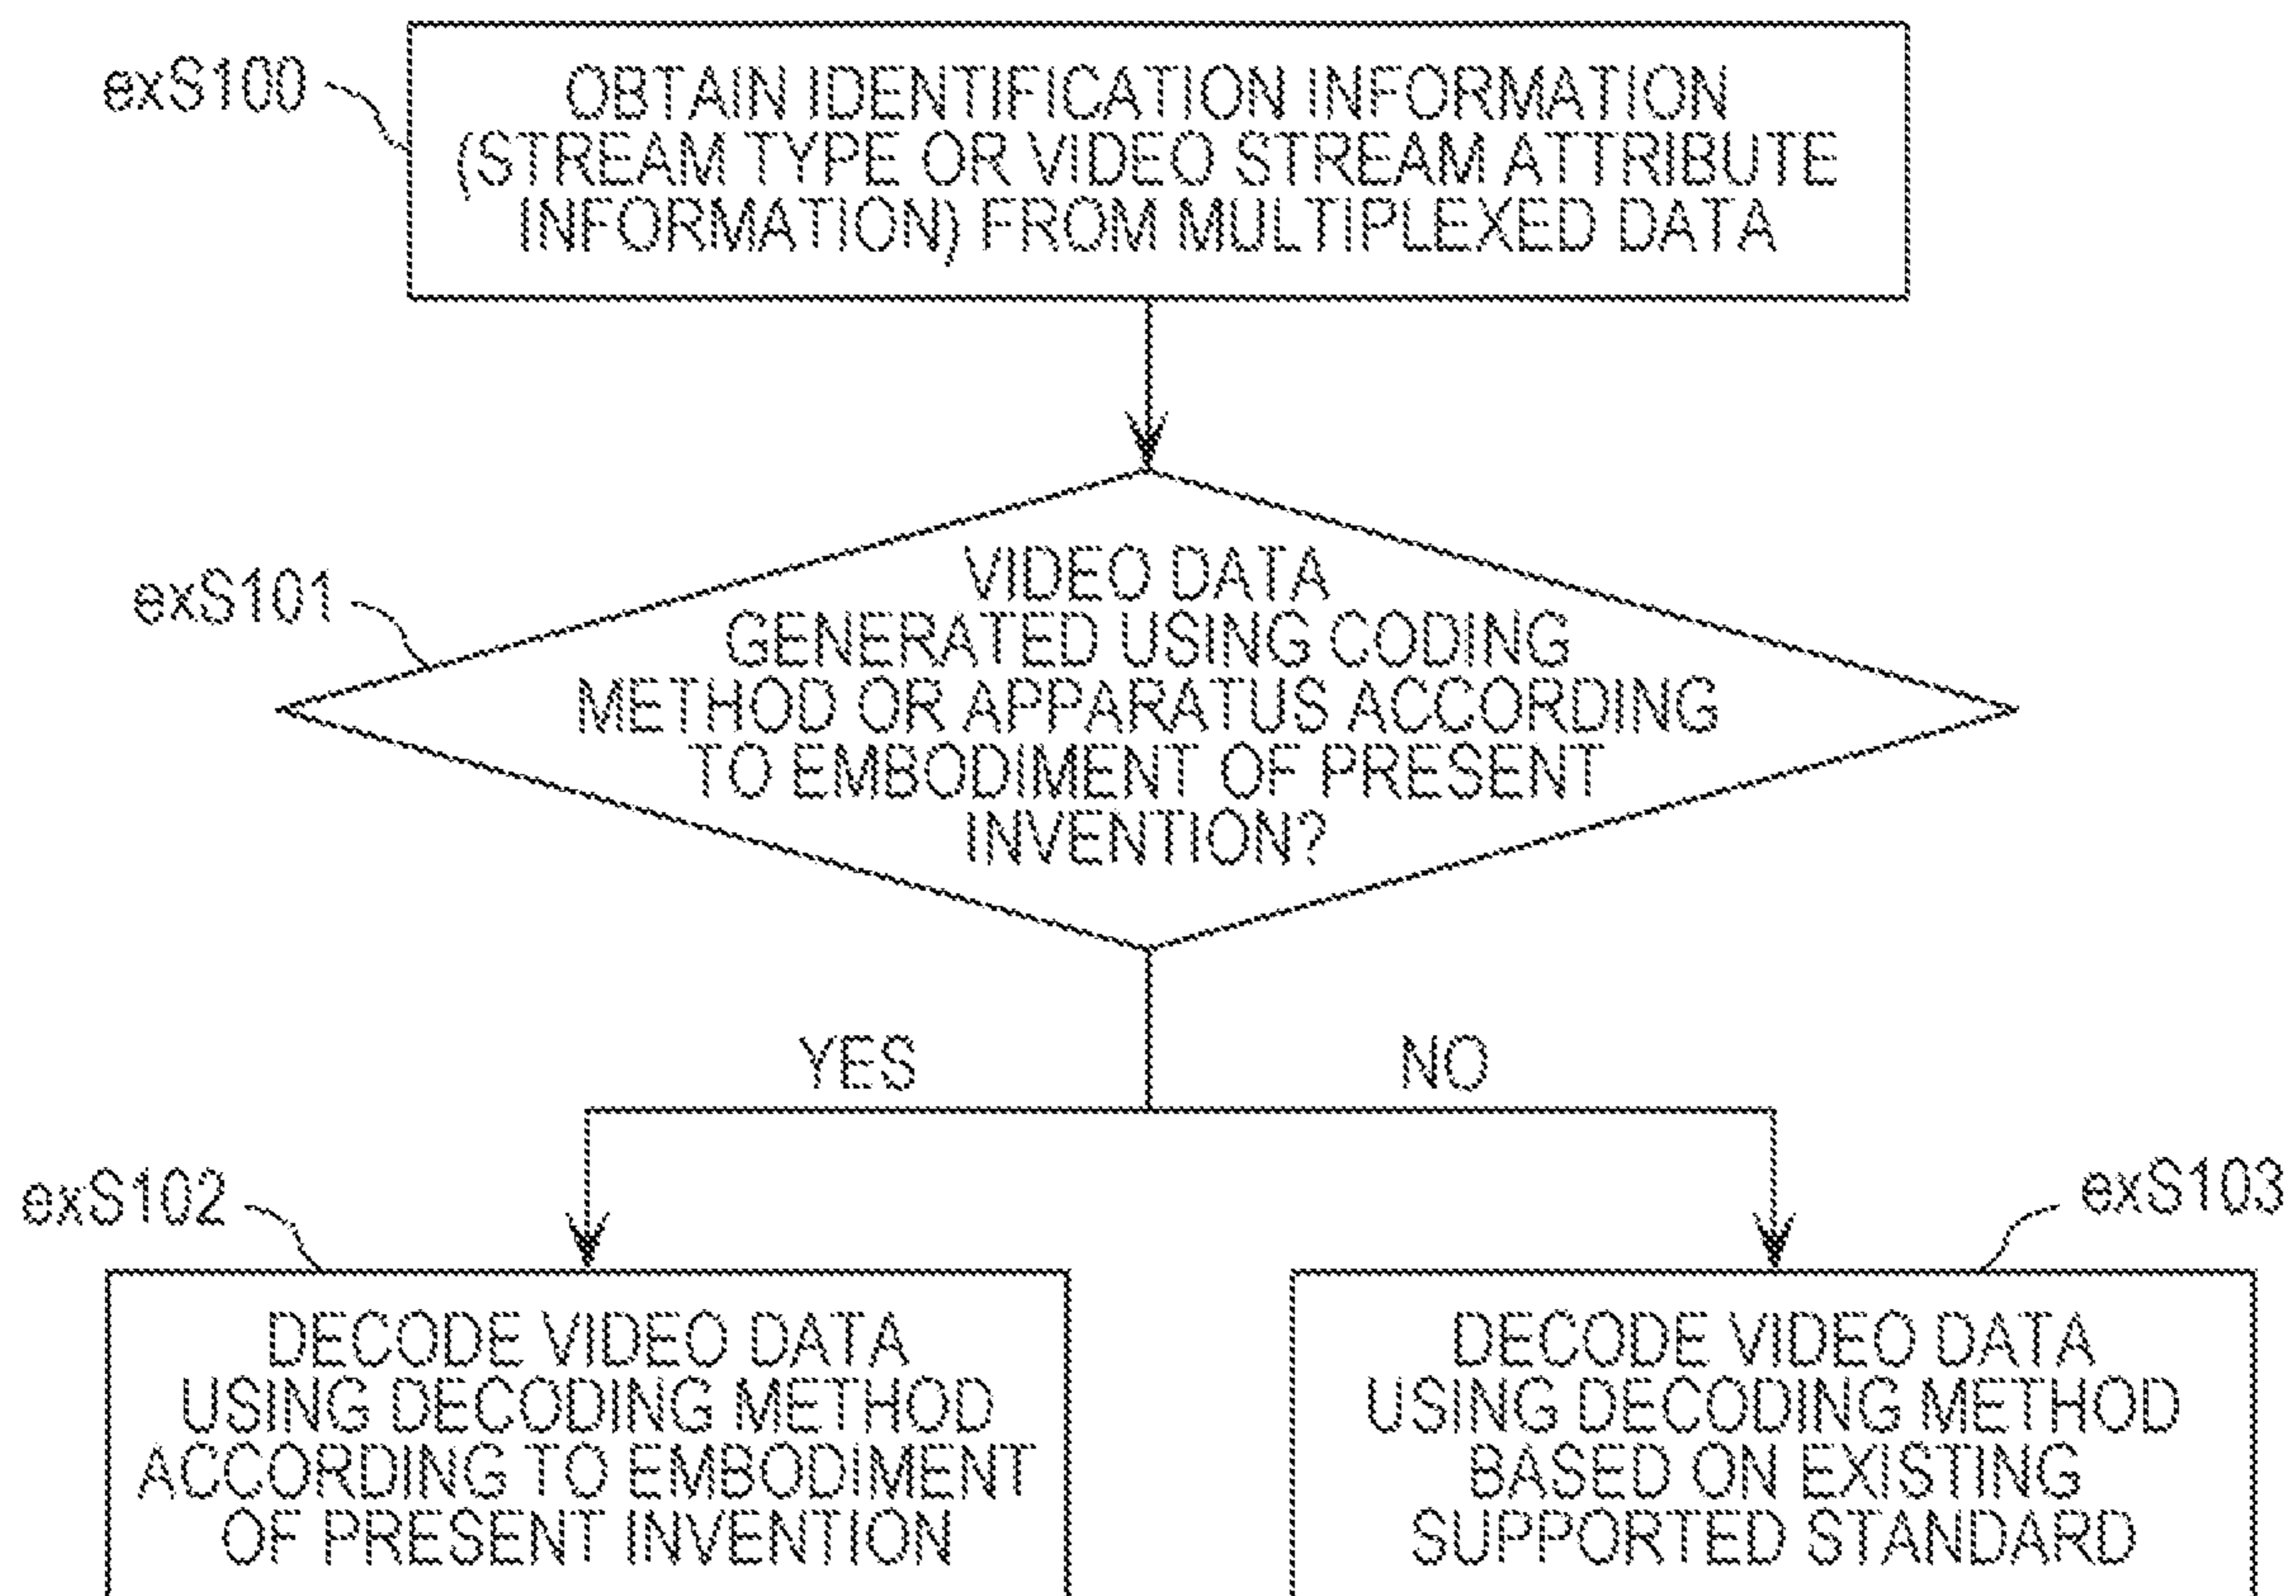 exS100
OBTAIN IDENTIFICATION INFORMATION
(STREAM TYPE OR VIDEO STREAM ATTRIBUTE
INFORMATION) FROM MULTIPLEXED DATA
exS101
VIDEO DATA
GENERATED USING CODING
METHOD OR APPARATUS ACCORDING
TO EMBODIMENT OF PRESENT
INVENTION?
YES
NO
exS102
exS103
DECODE VIDEO DATA
USING DECODING METHOD
ACCORDING TO EMBODIMENT
OF PRESENT INVENTION
DECODE VIDEO DATA
USING DECODING METHOD
BASED ON EXISTING
SUPPORTED STANDARD